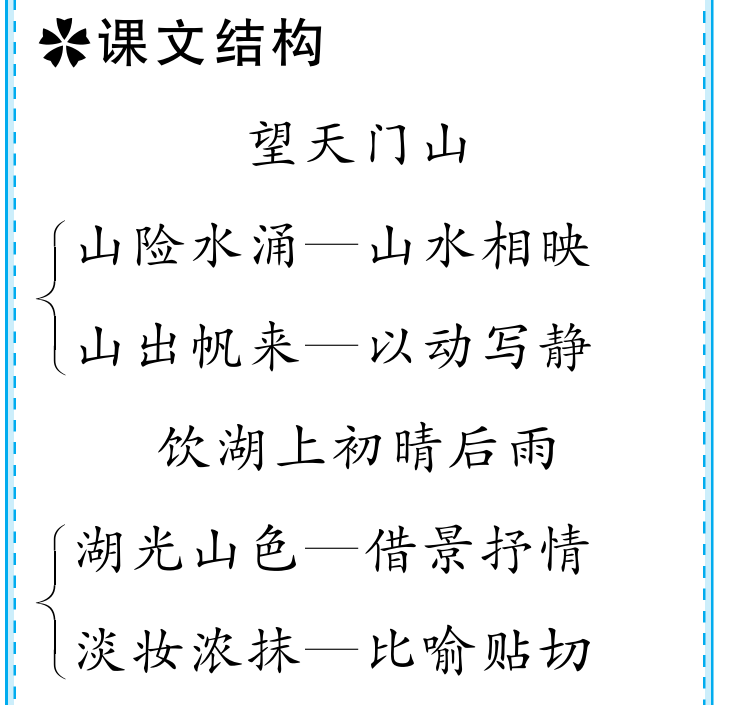 课文结构
望天门山
山险水涌—山水相映
山出帆来—以动写静
饮湖上初晴后雨
湖光山色—借景抒情
淡妆浓抹—比喻贴切